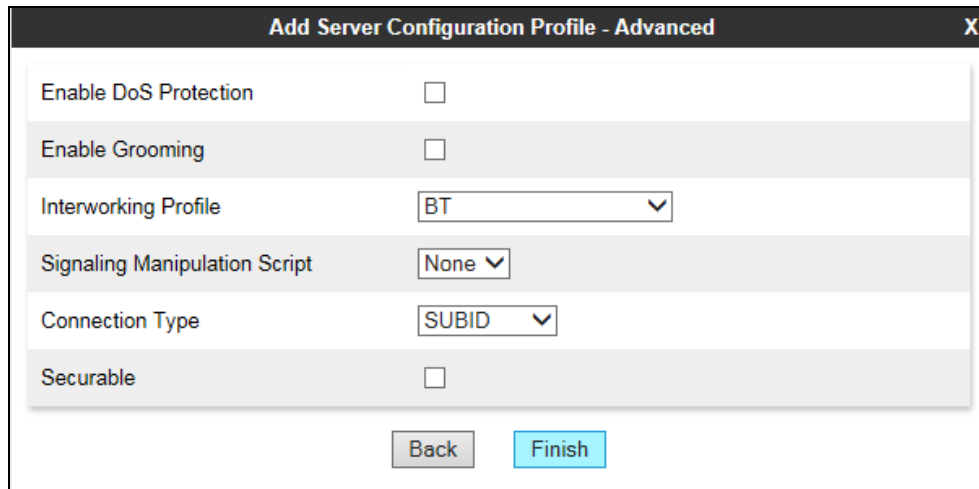 Add Server Configuration Profile - Advanced X
Enable DoS Protection
Enable Grooming
Interworking Profile BT
Signaling Manipulation Script None
Connection Type SUBID
Securable
Back Finish